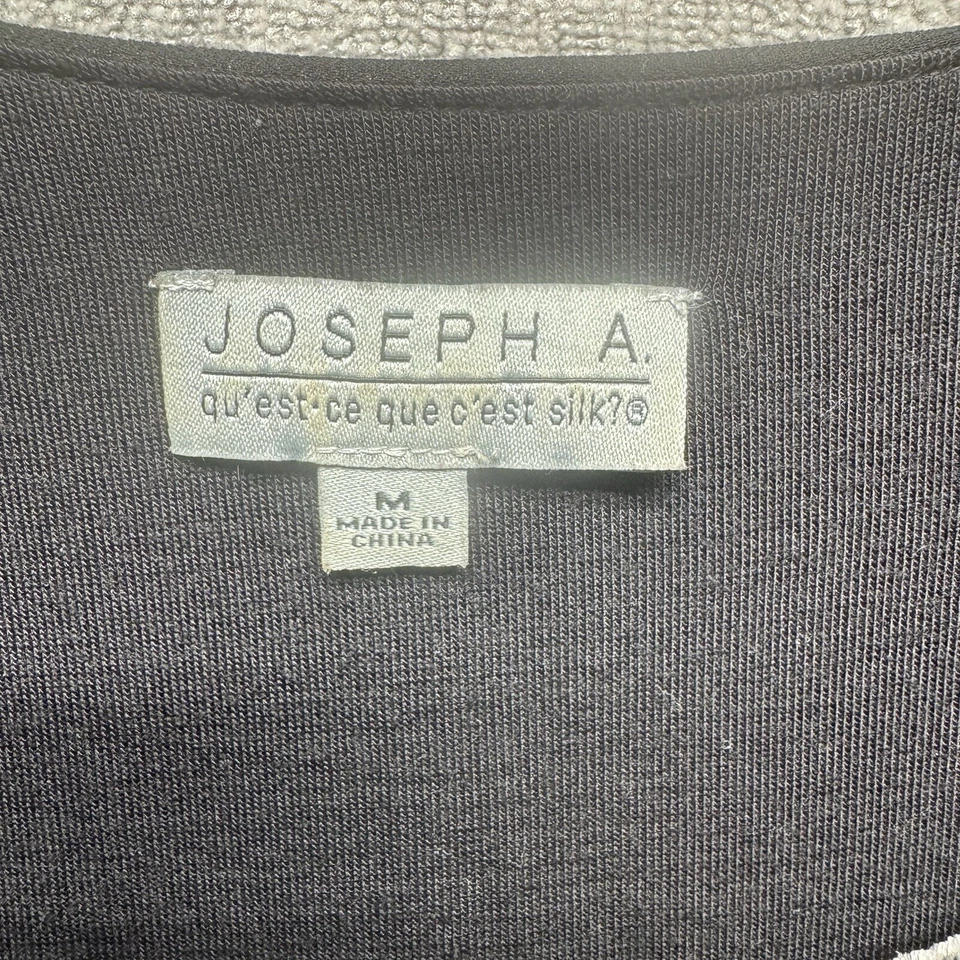 JOSEPH A.
qu'est-ce que c'est silk?®
M
MADE IN
CHINA